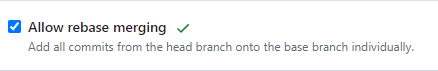 Allow rebase merging
Add all commits from the head branch onto the base branch individually.